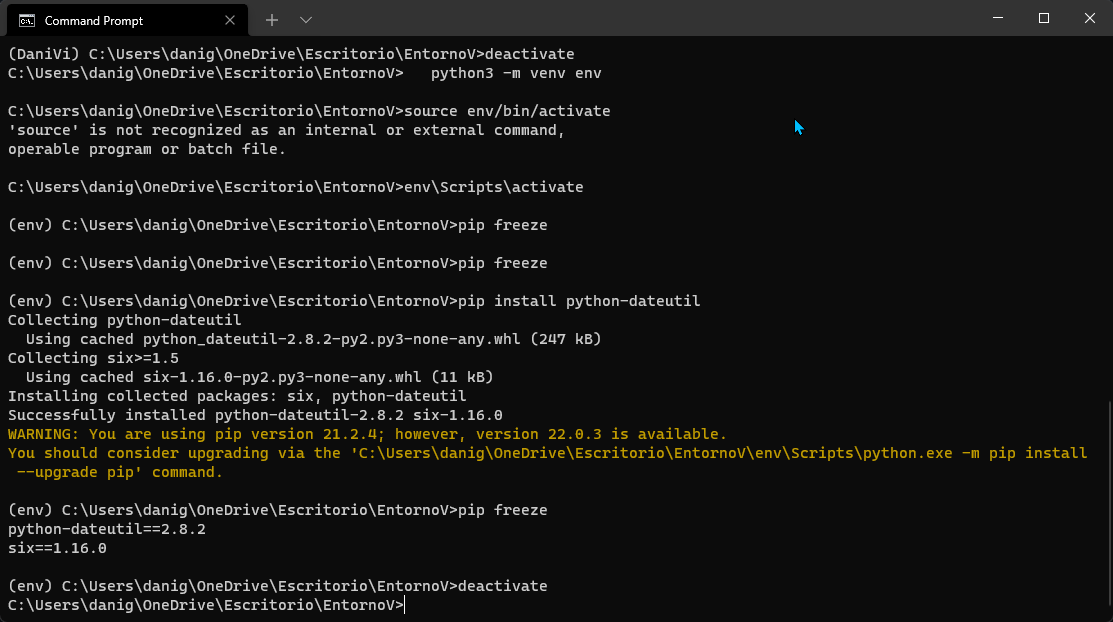 Command Prompt
(DaniVi) C:\Users\danig\OneDrive\Escritorio\EntornoV>deactivate
C:\Users\danig\OneDrive\Escritorio\EntornoV>   python3 -m venv env
C:\Users\danig\OneDrive\Escritorio\EntornoV>source env/bin/activate
'source' is not recognized as an internal or external command,
operable program or batch file.
C:\Users\danig\OneDrive\Escritorio\EntornoV>env\Scripts\activate
(env) C:\Users\danig\OneDrive\Escritorio\EntornoV>pip freeze
(env) C:\Users\danig\OneDrive\Escritorio\EntornoV>pip freeze
(env) C:\Users\danig\OneDrive\Escritorio\EntornoV>pip install python-dateutil
Collecting python-dateutil
  Using cached python_dateutil-2.8.2-py2.py3-none-any.whl (247 kB)
Collecting six>=1.5
  Using cached six-1.16.0-py2.py3-none-any.whl (11 kB)
Installing collected packages: six, python-dateutil
Successfully installed python-dateutil-2.8.2 six-1.16.0
WARNING: You are using pip version 21.2.4; however, version 22.0.3 is available.
You should consider upgrading via the 'C:\Users\danig\OneDrive\Escritorio\EntornoV\env\Scripts\python.exe -m pip install
 --upgrade pip' command.
(env) C:\Users\danig\OneDrive\Escritorio\EntornoV>pip freeze
python-dateutil==2.8.2
six==1.16.0
(env) C:\Users\danig\OneDrive\Escritorio\EntornoV>deactivate
C:\Users\danig\OneDrive\Escritorio\EntornoV>